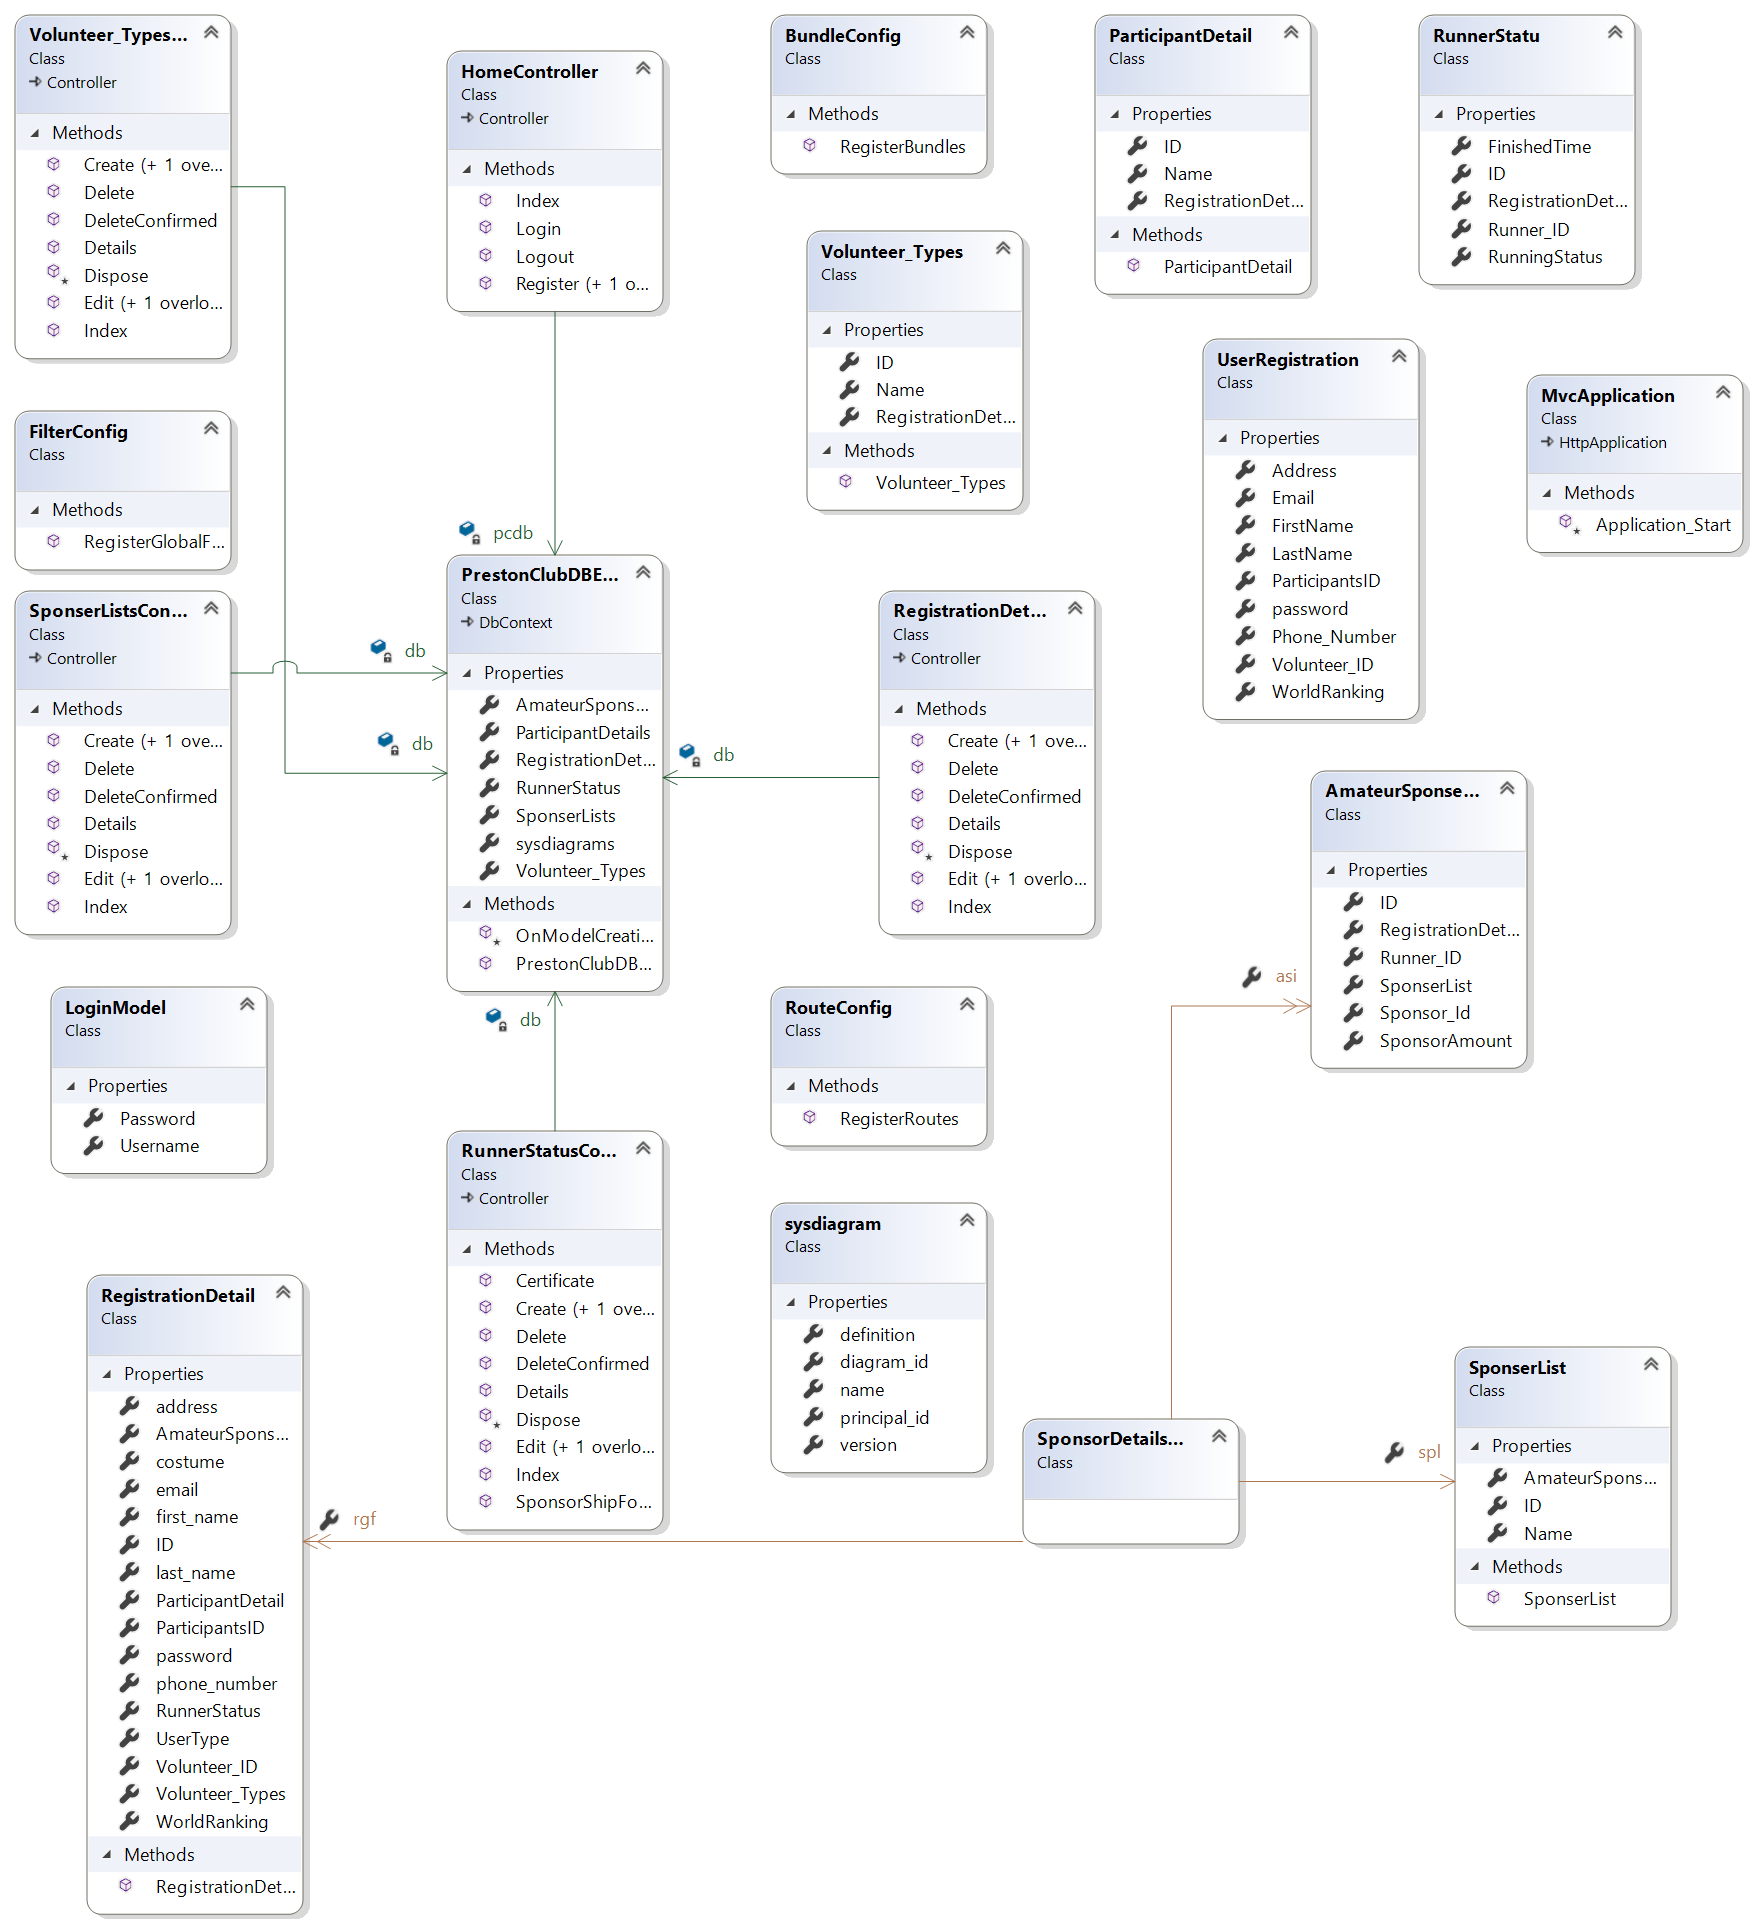 Volunteer_Types...
Class
Controller
Methods
Create (+ 1 ove...
Delete
DeleteConfirmed
Details
Dispose
Edit (+ 1 overlo...
Index
HomeController
Class
Controller
Methods
Index
Login
Logout
Register (+ 1 o...
BundleConfig
Class
Methods
RegisterBundles
ParticipantDetail
Class
Properties
ID
Name
RegistrationDet...
Methods
ParticipantDetail
RunnerStatu
Class
Properties
FinishedTime
ID
RegistrationDet...
Runner_ID
RunningStatus
Volunteer_Types
Class
Properties
ID
Name
RegistrationDet...
Methods
Volunteer_Types
UserRegistration
Class
Properties
Address
Email
FirstName
LastName
ParticipantsID
password
Phone_Number
Volunteer_ID
WorldRanking
MvcApplication
Class
HttpApplication
Methods
Application_Start
FilterConfig
Class
Methods
RegisterGlobalF...
pcdb
SponserListsCon...
Class
Controller
Methods
Create (+ 1 ove...
Delete
DeleteConfirmed
Details
Dispose
Edit (+ 1 overlo...
Index
db
db
PrestonClubDBE...
Class
DbContext
Properties
AmateurSpons...
ParticipantDetails
RegistrationDet...
RunnerStatus
SponserLists
sysdiagrams
Volunteer_Types
Methods
OnModelCreati...
PrestonClubDB...
db
RegistrationDet...
Class
Controller
Methods
Create (+ 1 ove...
Delete
DeleteConfirmed
Details
Dispose
Edit (+ 1 overlo...
Index
AmateurSponse...
Class
Properties
ID
RegistrationDet...
Runner_ID
SponserList
Sponsor_Id
SponsorAmount
asi
LoginModel
Class
Properties
Password
Username
db
RouteConfig
Class
Methods
RegisterRoutes
RunnerStatusCo...
Class
Controller
Methods
Certificate
Create (+ 1 ove...
Delete
DeleteConfirmed
Details
Dispose
Edit (+ 1 overlo...
Index
SponsorShipFo...
sysdiagram
Class
Properties
definition
diagram_id
name
principal_id
version
RegistrationDetail
Class
Properties
address
AmateurSpons...
costume
email
first_name
ID
last_name
ParticipantDetail
ParticipantsID
password
phone_number
RunnerStatus
UserType
Volunteer_ID
Volunteer_Types
WorldRanking
Methods
RegistrationDet...
rgf
SponsorDetails...
Class
spl
SponserList
Class
Properties
AmateurSpons...
ID
Name
Methods
SponserList